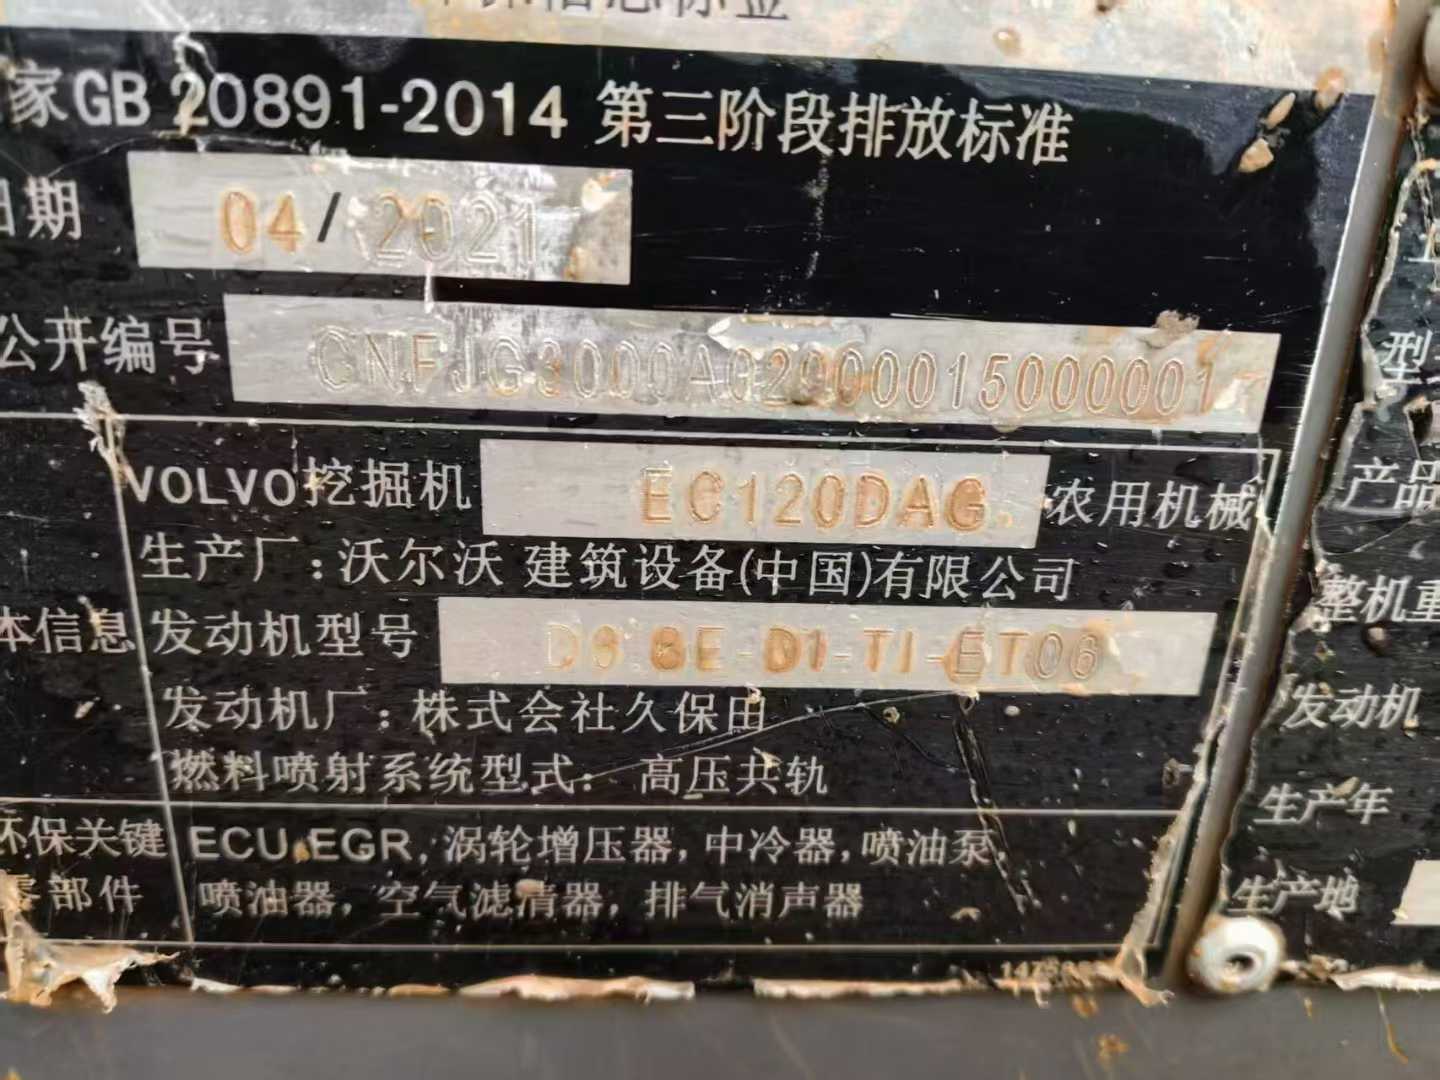 信息标签
家GB 20891-2014 第三阶段排放标准
日期 04/2021
公开编号
VOLVO挖掘机 EC120DAG 农用机械
生产厂:沃尔沃 建筑设备(中国)有限公司
本信息 发动机型号
发动机厂:株式会社久保田
燃料喷射系统型式:高压共轨
环保关键 ECU,EGR,涡轮增压器,中冷器,喷油泵,
零部件 喷油器,空气滤清器,排气消声器
型
产品
整机重
发动机
生产年
生产地